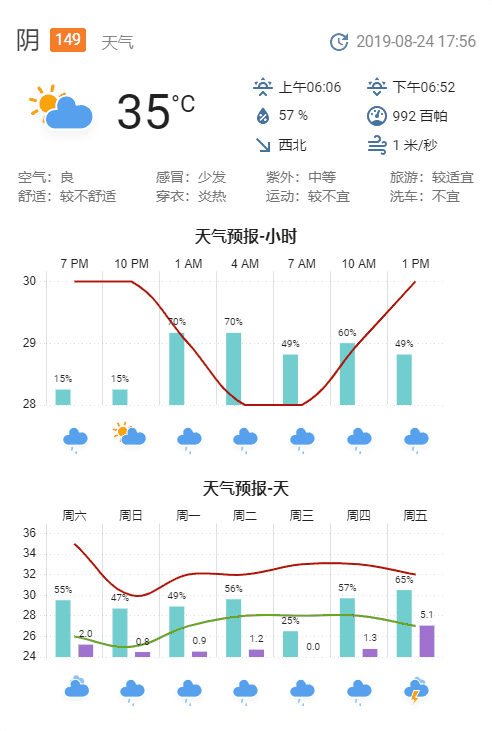 阴 149 天气 2019-08-24 17:56
35°C
上午06:06 下午06:52
57 % 992 百帕
西北 1 米/秒
空气：良 感冒：少发 紫外：中等 旅游：较适宜
舒适：较不舒适 穿衣：炎热 运动：较不宜 洗车：不宜
天气预报-小时
7 PM 10 PM 1 AM 4 AM 7 AM 10 AM 1 PM
30
29
28
15% 15% 70% 70% 49% 60% 49%
天气预报-天
周六 周日 周一 周二 周三 周四 周五
36
34
32
30
28
26
24
55% 47% 49% 56% 25% 57% 65%
2.0 0.8 0.9 1.2 0.0 1.3 5.1